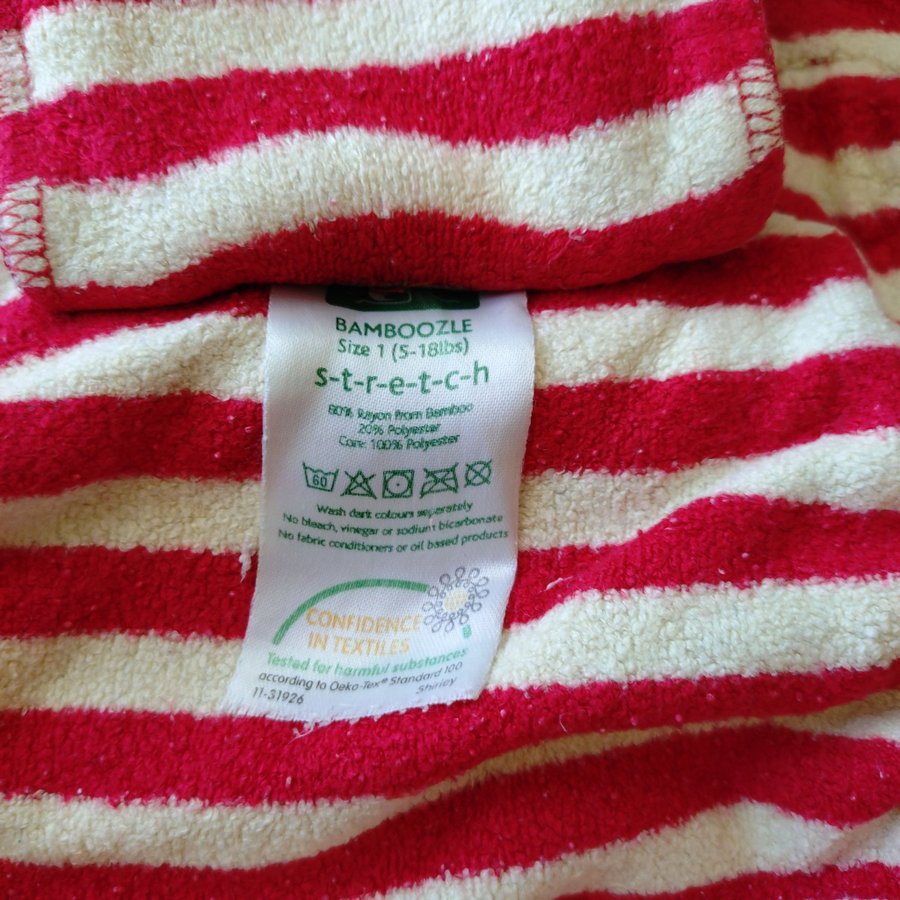 BAMBOOZLE
Size 1 (5-18lbs)
s-t-r-e-t-c-h
80% Rayon from Bamboo
20% Polyester
Core: 100% Polyester
60
Wash dark colours separately
No bleach, vinegar or sodium bicarbonate
No fabric conditioners or oil based products
CONFIDENCE
IN TEXTILES
Tested for harmful substances
according to Oeko-Tex® Standard 100
11-31926 Shirley